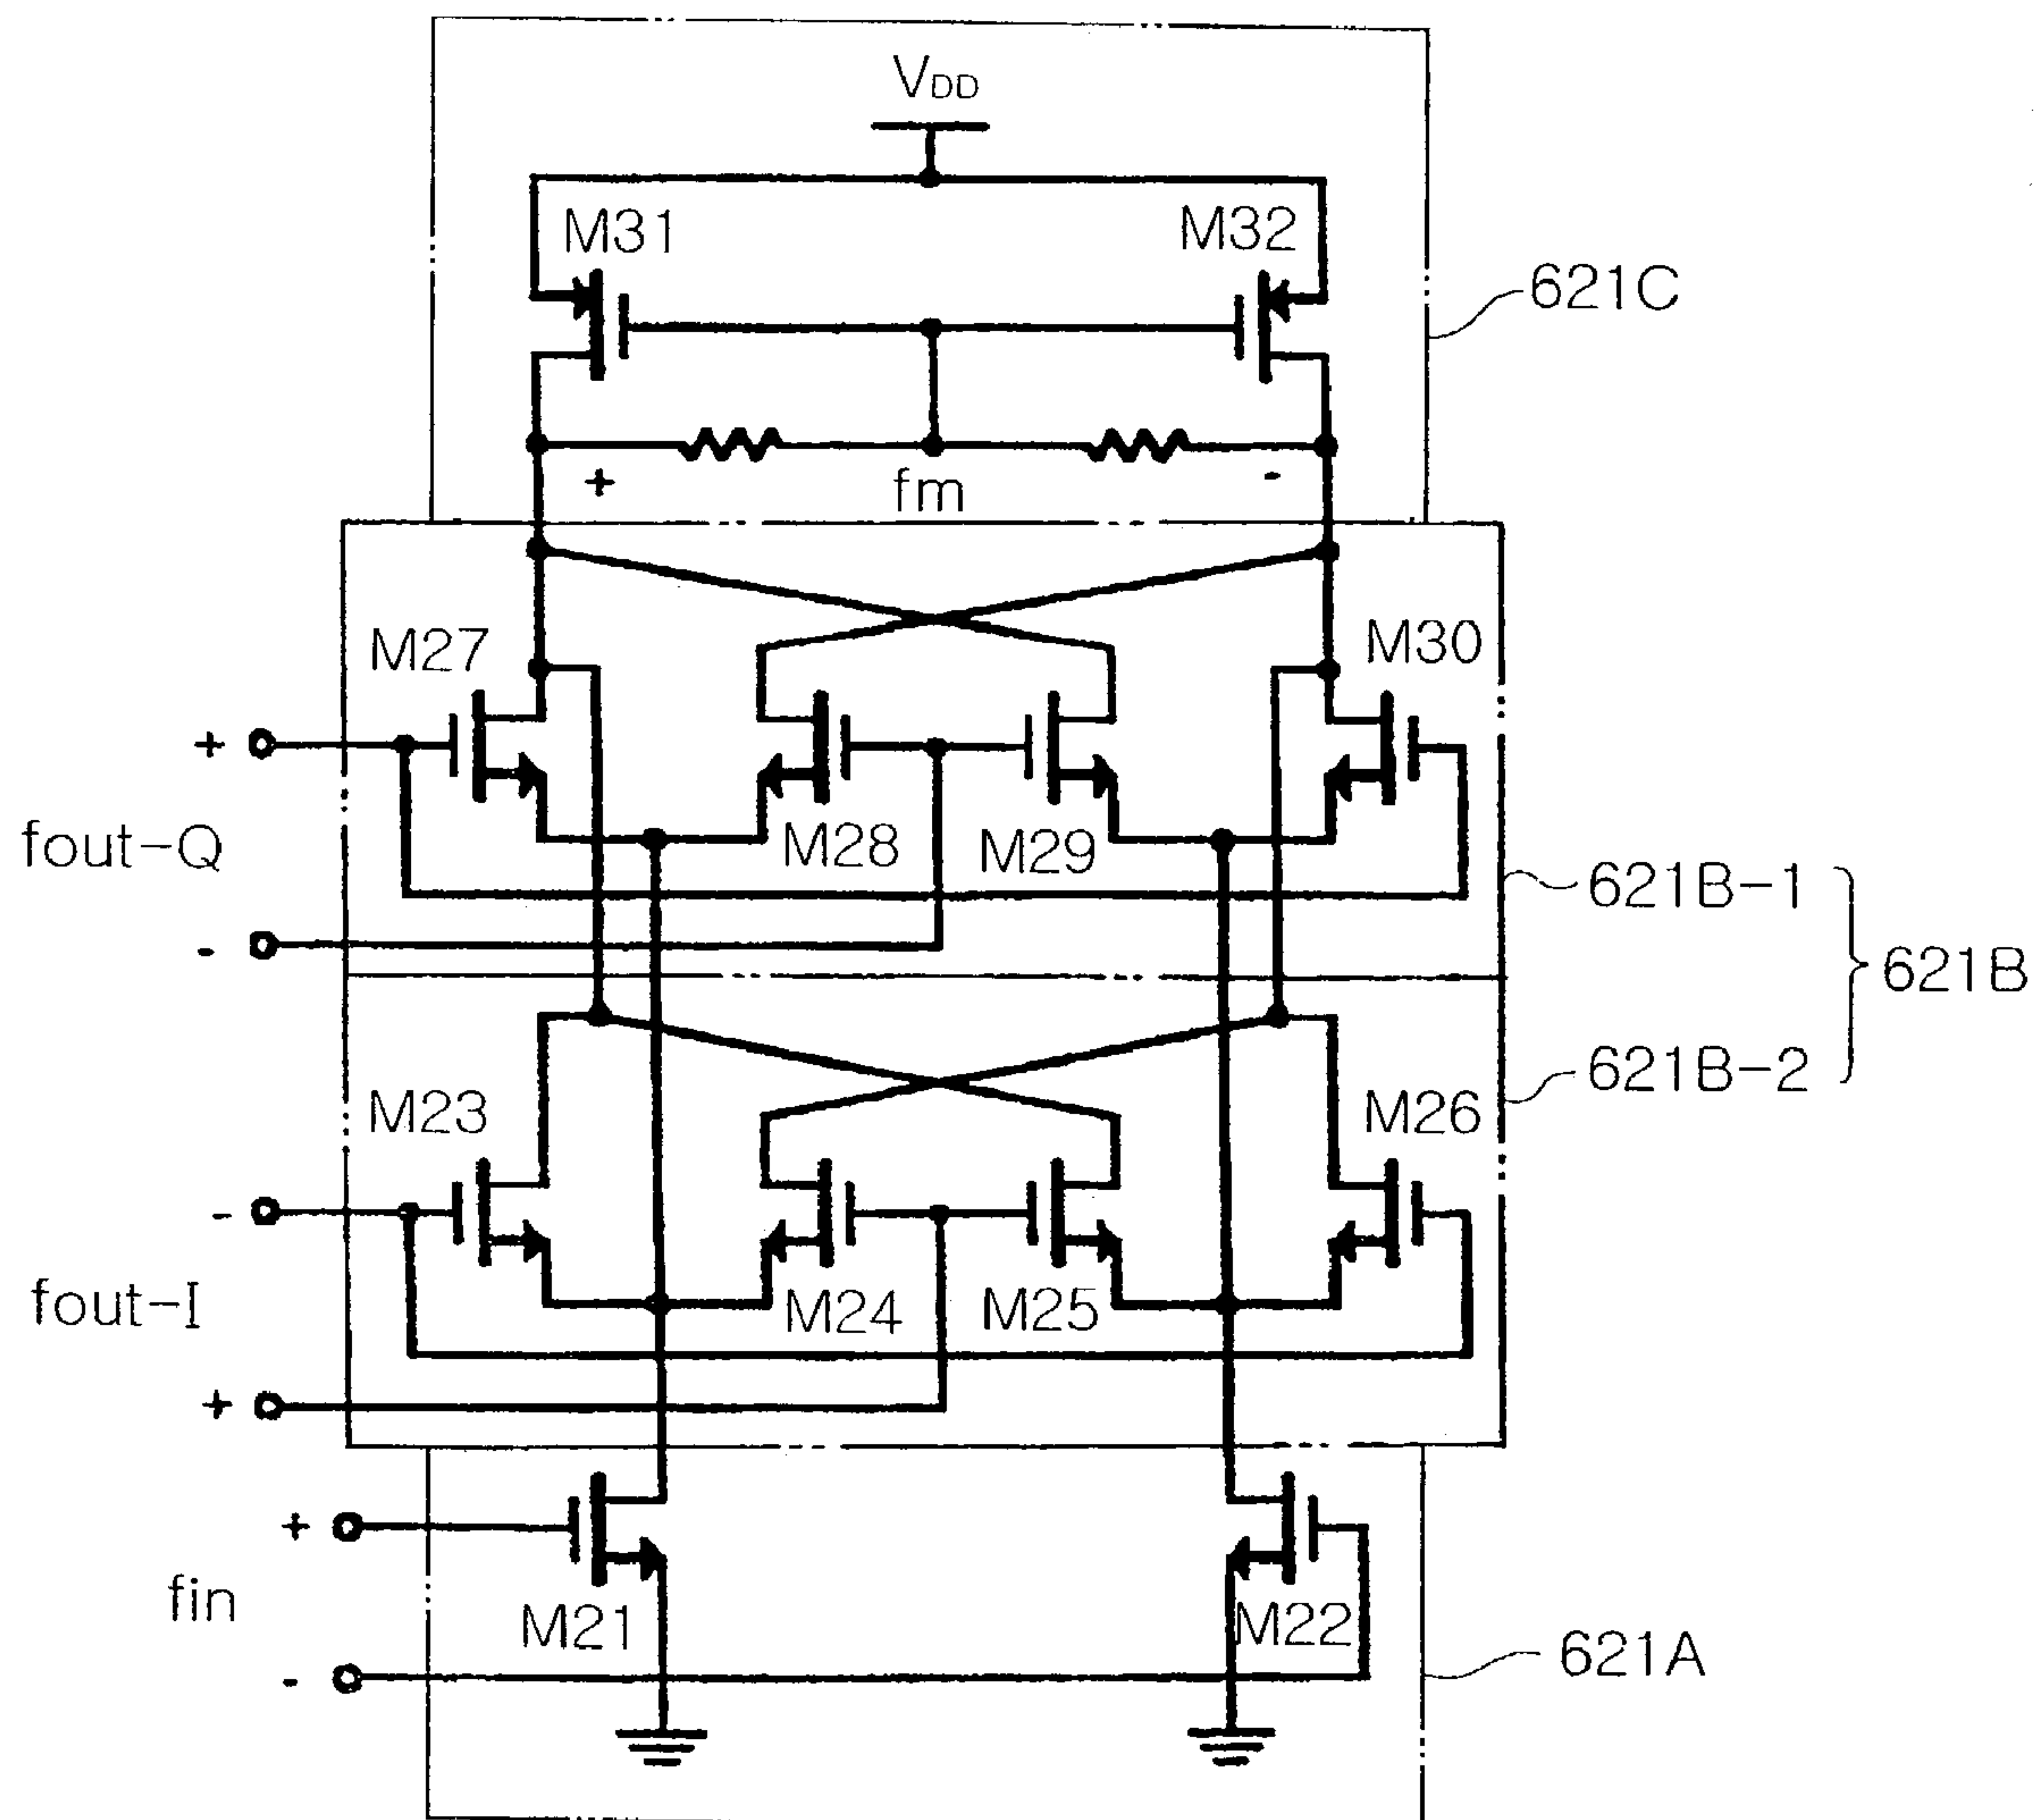 VDD
M31
M32
621C
+
fm
-
M27
M30
+
M28
M29
fout-Q
621B-1
-
621B
M23
M26
621B-2
-
M24
M25
fout-I
+
+
M21
M22
fin
621A
-